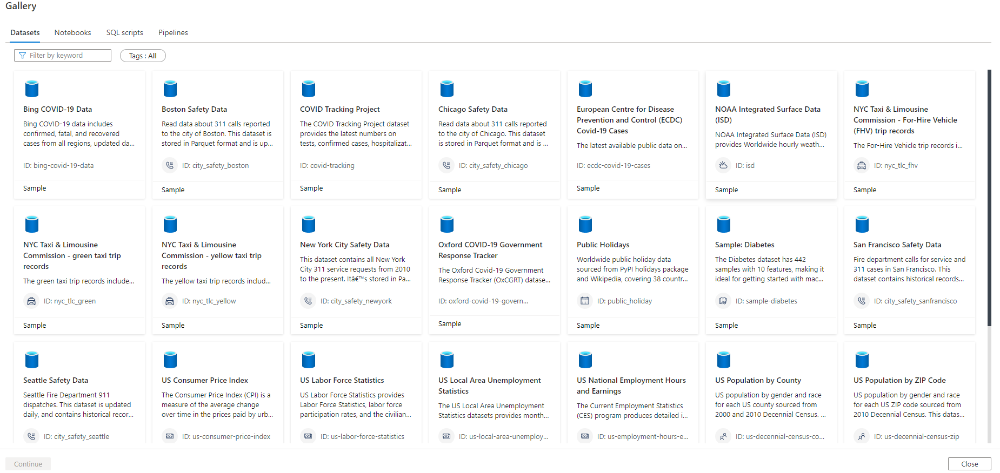 Gallery
Datasets
Notebooks
SQL scripts
Pipelines
Filter by keyword
Tags : All
Bing COVID-19 Data
Bing COVID-19 data includes
confirmed, fatal, and recovered
cases from all regions, updated da...
ID: bing-covid-19-data
Sample
Boston Safety Data
Read data about 311 calls reported
to the city of Boston. This dataset is
stored in Parquet format and is up...
ID: city_safety_boston
Sample
COVID Tracking Project
The COVID Tracking Project dataset
provides the latest numbers on
tests, confirmed cases, hospitalizat...
ID: covid-tracking
Sample
Chicago Safety Data
Read data about 311 calls reported
to the city of Chicago. This dataset
is stored in Parquet format and is ...
ID: city_safety_chicago
Sample
European Centre for Disease
Prevention and Control (ECDC)
Covid-19 Cases
The latest available public data on...
ID: ecdc-covid-19-cases
Sample
NOAA Integrated Surface Data
(ISD)
NOAA Integrated Surface Data (ISD)
provides Worldwide hourly weath...
ID: isd
Sample
NYC Taxi & Limousine
Commission - For-Hire Vehicle
(FHV) trip records
The For-Hire Vehicle trip records i...
ID: nyc_tlc_fhv
Sample
NYC Taxi & Limousine
Commission - green taxi trip
records
The green taxi trip records include...
ID: nyc_tlc_green
Sample
NYC Taxi & Limousine
Commission - yellow taxi trip
records
The yellow taxi trip records includ...
ID: nyc_tlc_yellow
Sample
New York City Safety Data
This dataset contains all New York
City 311 service requests from 2010
to the present. Itâ€™s stored in Pa...
ID: city_safety_newyork
Sample
Oxford COVID-19 Government
Response Tracker
The Oxford Covid-19 Government
Response Tracker (OxCGRT) datase...
ID: oxford-covid-19-govern...
Sample
Public Holidays
Worldwide public holiday data
sourced from PyPI holidays package
and Wikipedia, covering 38 countr...
ID: public_holiday
Sample
Sample: Diabetes
The Diabetes dataset has 442
samples with 10 features, making it
ideal for getting started with mac...
ID: sample-diabetes
Sample
San Francisco Safety Data
Fire department calls for service and
311 cases in San Francisco. This
dataset contains historical records...
ID: city_safety_sanfrancisco
Sample
Seattle Safety Data
Seattle Fire Department 911
dispatches. This dataset is updated
daily, and contains historical recor...
ID: city_safety_seattle
US Consumer Price Index
The Consumer Price Index (CPI) is a
measure of the average change
over time in the prices paid by urb...
ID: us-consumer-price-index
US Labor Force Statistics
US Labor Force Statistics provides
Labor Force Statistics, labor force
participation rates, and the civilian...
ID: us-labor-force-statistics
US Local Area Unemployment
Statistics
The US Local Area Unemployment
Statistics datasets provides month...
ID: us-local-area-unemploy...
US National Employment Hours
and Earnings
The Current Employment Statistics
(CES) program produces detailed i...
ID: us-employment-hours-e...
US Population by County
US population by gender and race
for each US county sourced from
2000 and 2010 Decennial Census. ...
ID: us-decennial-census-co...
US Population by ZIP Code
US population by gender and race
for each US ZIP code sourced from
2010 Decennial Census. This datas...
ID: us-decennial-census-zip
Continue
Close